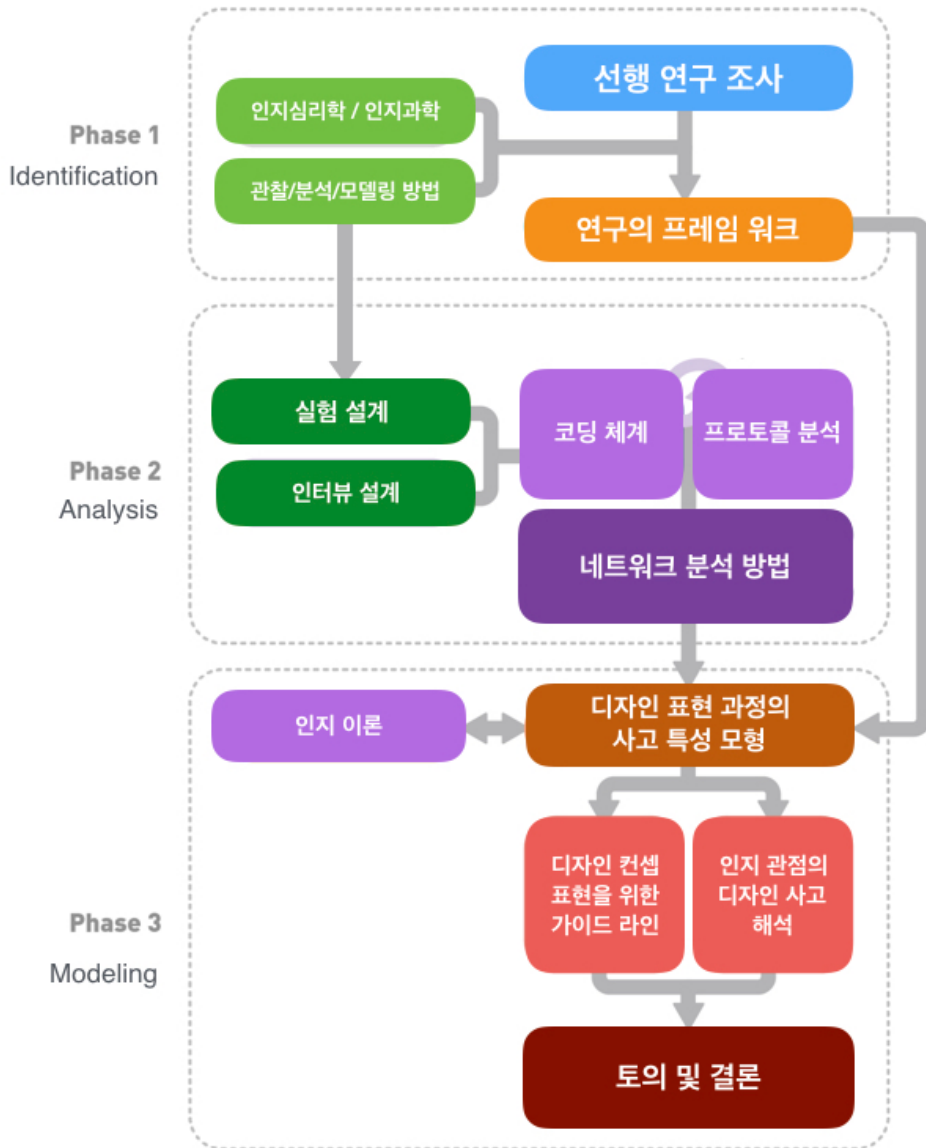 선행 연구 조사
인지심리학 / 인지과학
Phase 1
Identification
관찰/분석/모델링 방법
연구의 프레임 워크
실험 설계
코딩 체계
프로토콜 분석
Phase 2
Analysis
인터뷰 설계
네트워크 분석 방법
인지 이론
디자인 표현 과정의
사고 특성 모형
디자인 컨셉
표현을 위한
가이드 라인
인지 관점의
디자인 사고
해석
Phase 3
Modeling
토의 및 결론